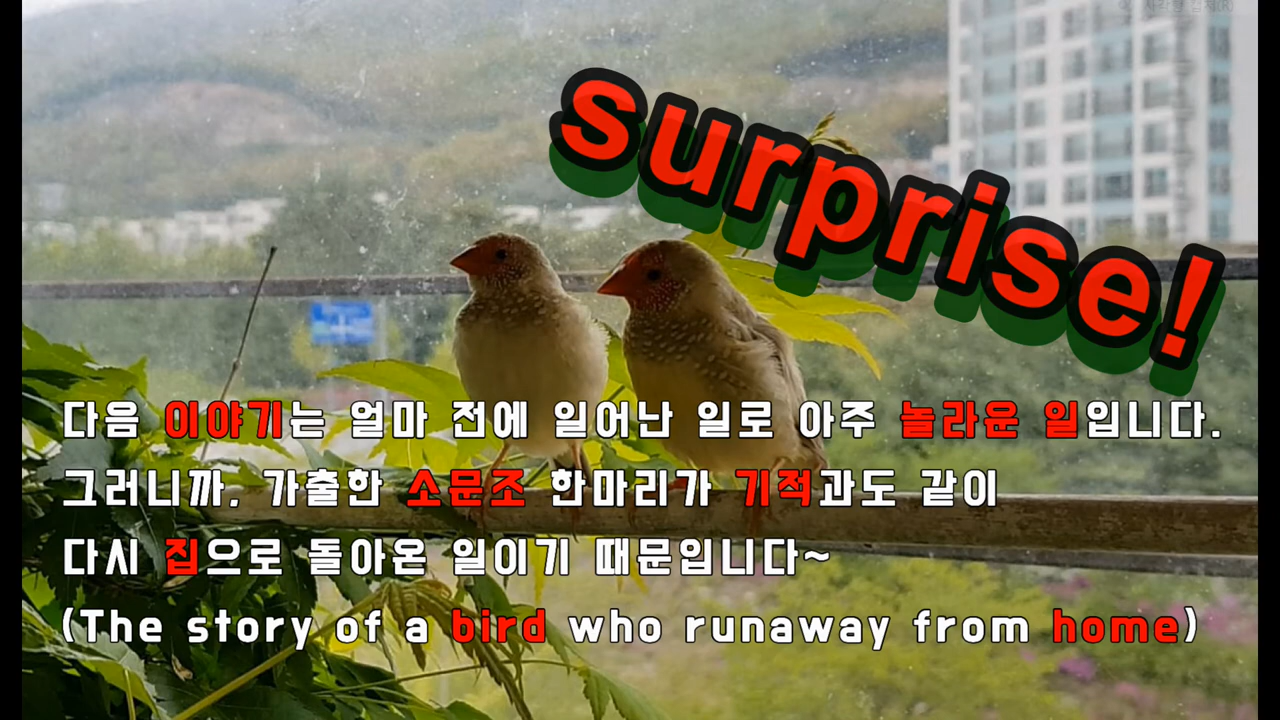 surprise!
다음 이야기는 얼마 전에 일어난 일로 아주 놀라운 일입니다.
그러니까, 가출한 소문조 한마리가 기적과도 같이
다시 집으로 돌아온 일이기 때문입니다~
(The story of a bird who runaway from home)